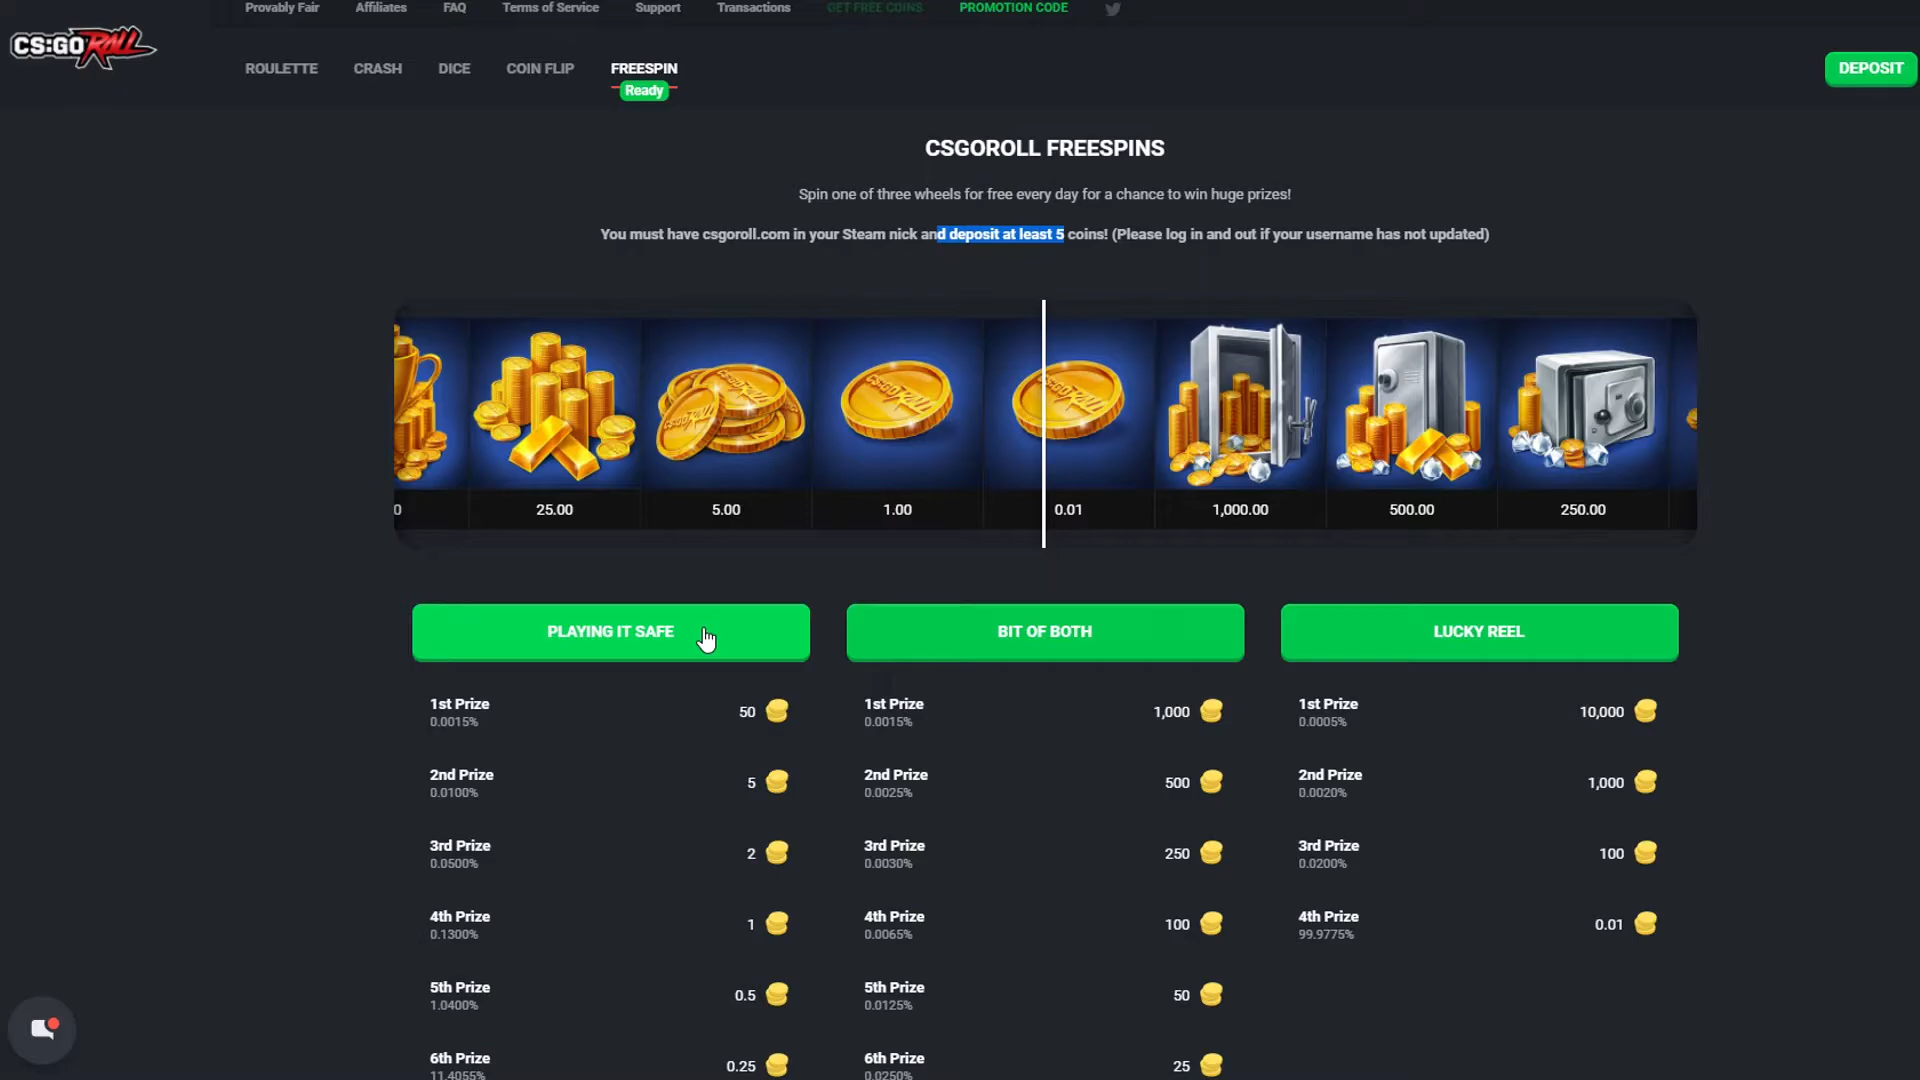 Provably Fair
Affiliates
FAQ
Terms of Service
Support
Transactions
GET FREE COINS
PROMOTION CODE
CS:GO ROLL
ROULETTE
CRASH
DICE
COIN FLIP
FREESPIN
Ready
DEPOSIT
CSGOROLL FREESPINS
Spin one of three wheels for free every day for a chance to win huge prizes!
You must have csgoroll.com in your Steam nick and deposit at least 5 coins! (Please log in and out if your username has not updated)
0
25.00
5.00
1.00
0.01
1,000.00
500.00
250.00
PLAYING IT SAFE
1st Prize
0.0015%
50
2nd Prize
0.0100%
5
3rd Prize
0.0500%
2
4th Prize
0.1300%
1
5th Prize
1.0400%
0.5
6th Prize
11.4055%
0.25
BIT OF BOTH
1st Prize
0.0015%
1,000
2nd Prize
0.0025%
500
3rd Prize
0.0030%
250
4th Prize
0.0065%
100
5th Prize
0.0125%
50
6th Prize
0.0250%
25
LUCKY REEL
1st Prize
0.0005%
10,000
2nd Prize
0.0020%
1,000
3rd Prize
0.0200%
100
4th Prize
99.9775%
0.01